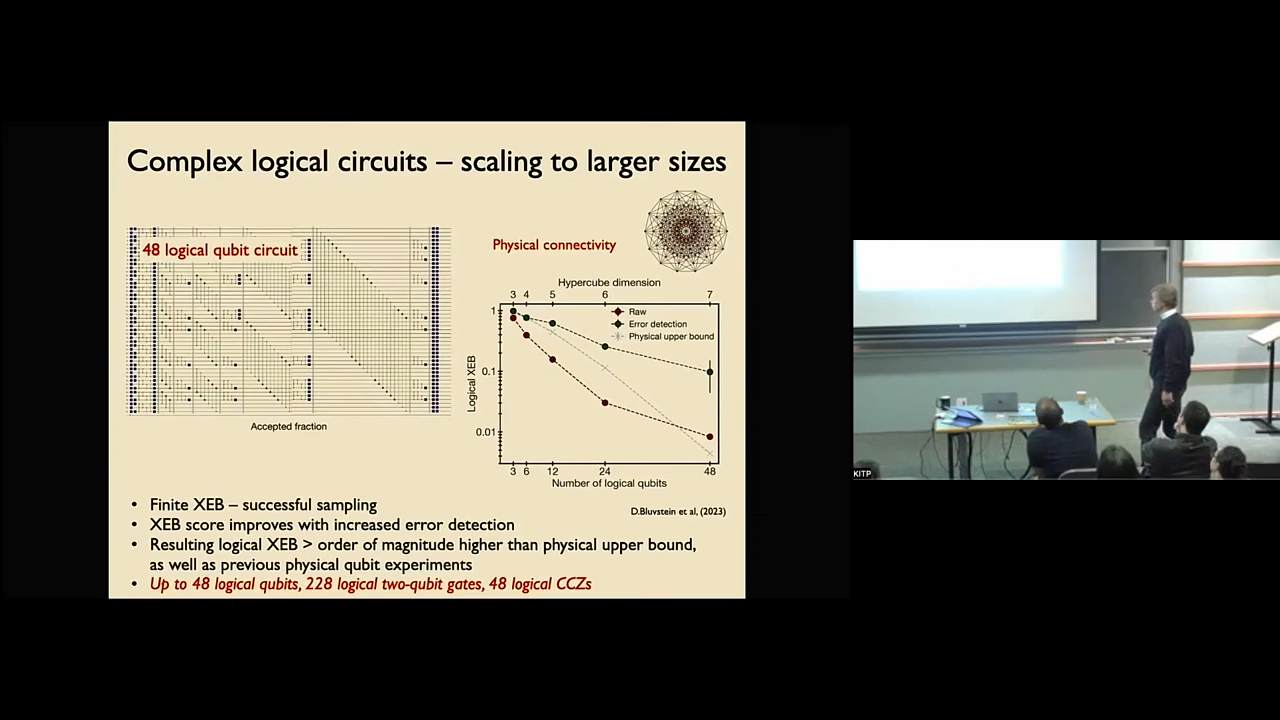 Complex logical circuits – scaling to larger sizes
48 logical qubit circuit
Accepted fraction
Physical connectivity
Hypercube dimension
3 4 5 6 7
Raw
Error detection
Physical upper bound
Logical XEB
1
0.1
0.01
3 6 12 24 48
Number of logical qubits
D.Bluvstein et al, (2023)
• Finite XEB – successful sampling
• XEB score improves with increased error detection
• Resulting logical XEB > order of magnitude higher than physical upper bound,
as well as previous physical qubit experiments
• Up to 48 logical qubits, 228 logical two-qubit gates, 48 logical CCZs
KITP